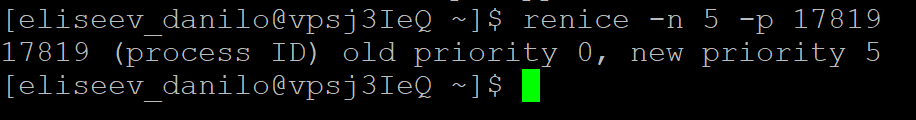 [eliseev_danilo@vpsj3IeQ ~]$ renice -n 5 -p 17819
17819 (process ID) old priority 0, new priority 5
[eliseev_danilo@vpsj3IeQ ~]$